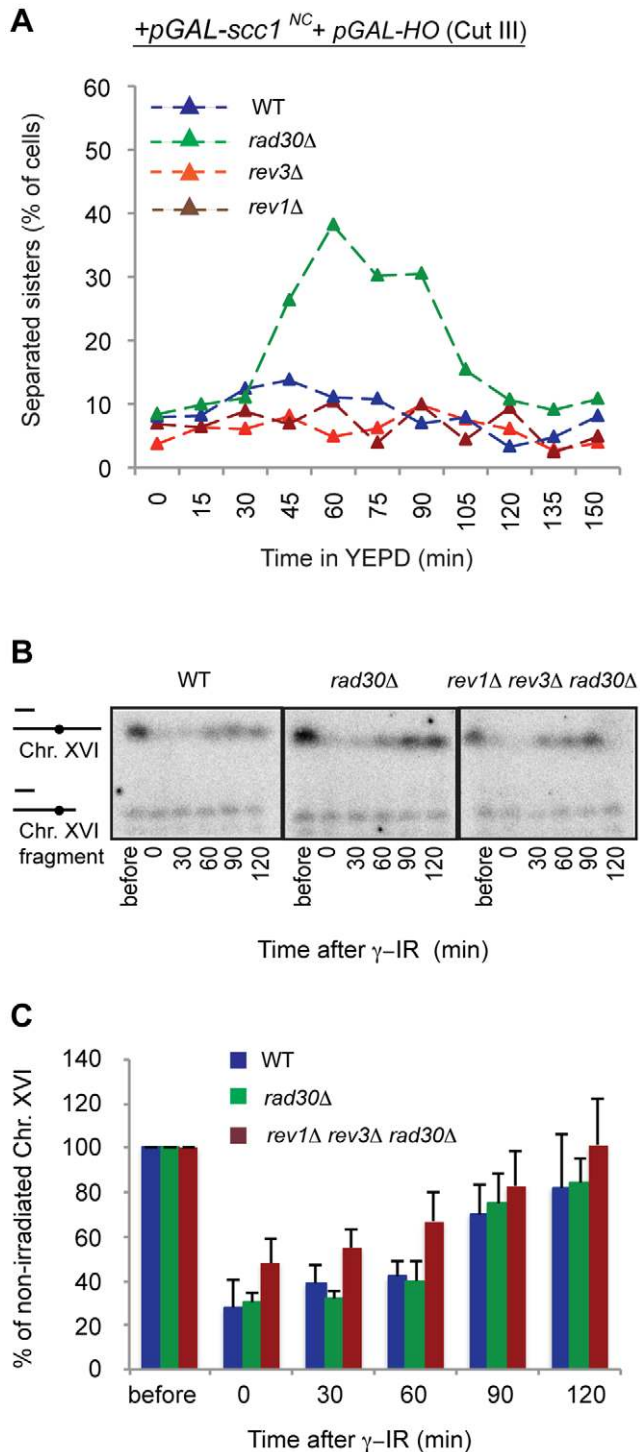 A
+pGAL-scc1 NC + pGAL-HO (Cut III)
60
50
40
30
20
10
0
Separated sisters (% of cells)
WT
rad30Δ
rev3Δ
rev1Δ
0 15 30 45 60 75 90 105 120 135 150
Time in YEPD (min)
B
WT rad30Δ rev1Δ rev3Δ rad30Δ
Chr. XVI
Chr. XVI
fragment
before 0 30 60 90 120 before 0 30 60 90 120 before 0 30 60 90 120
Time after γ–IR (min)
C
140
120
100
80
60
40
20
0
% of non-irradiated Chr. XVI
WT
rad30Δ
rev1Δ rev3Δ rad30Δ
before 0 30 60 90 120
Time after γ–IR (min)